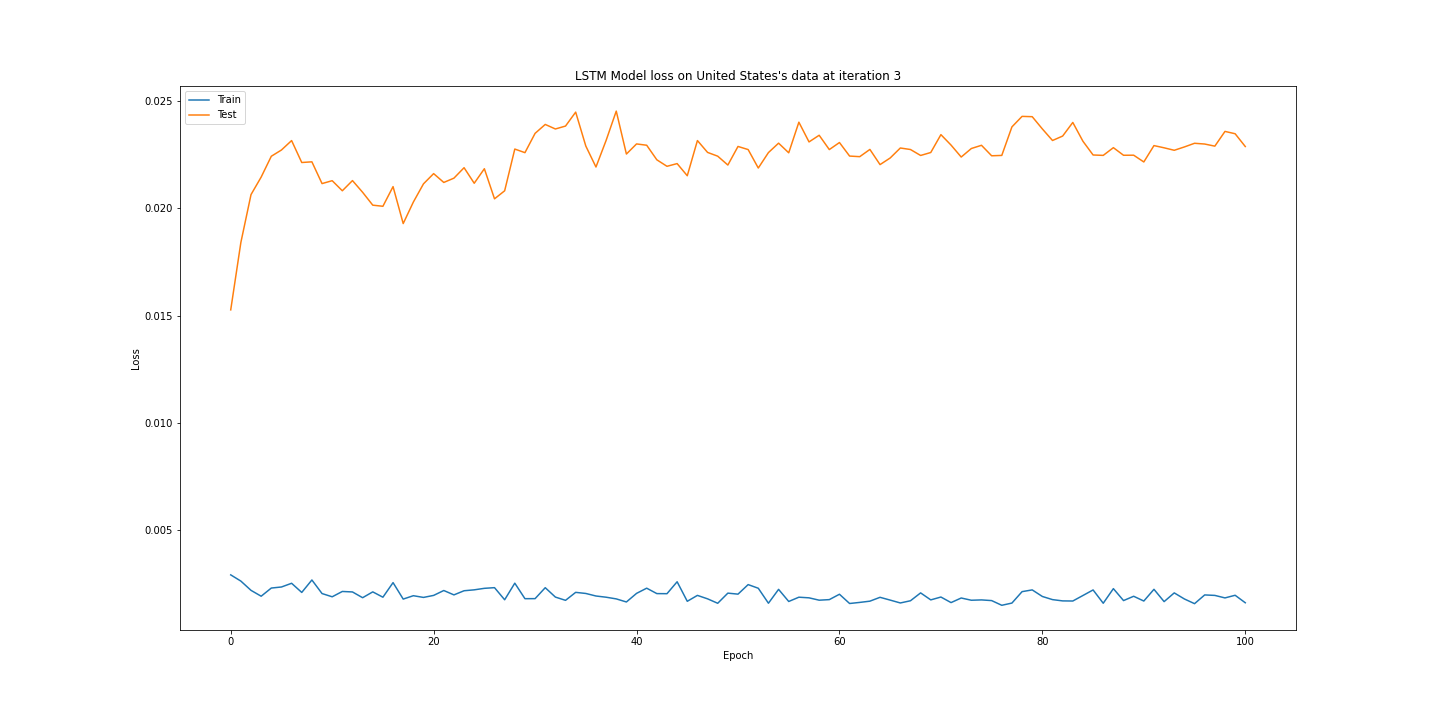 LSTM Model loss on United States's data at iteration 3
Train
Test
0.025
0.020
0.015
0.010
0.005
Loss
0 20 40 60 80 100
Epoch